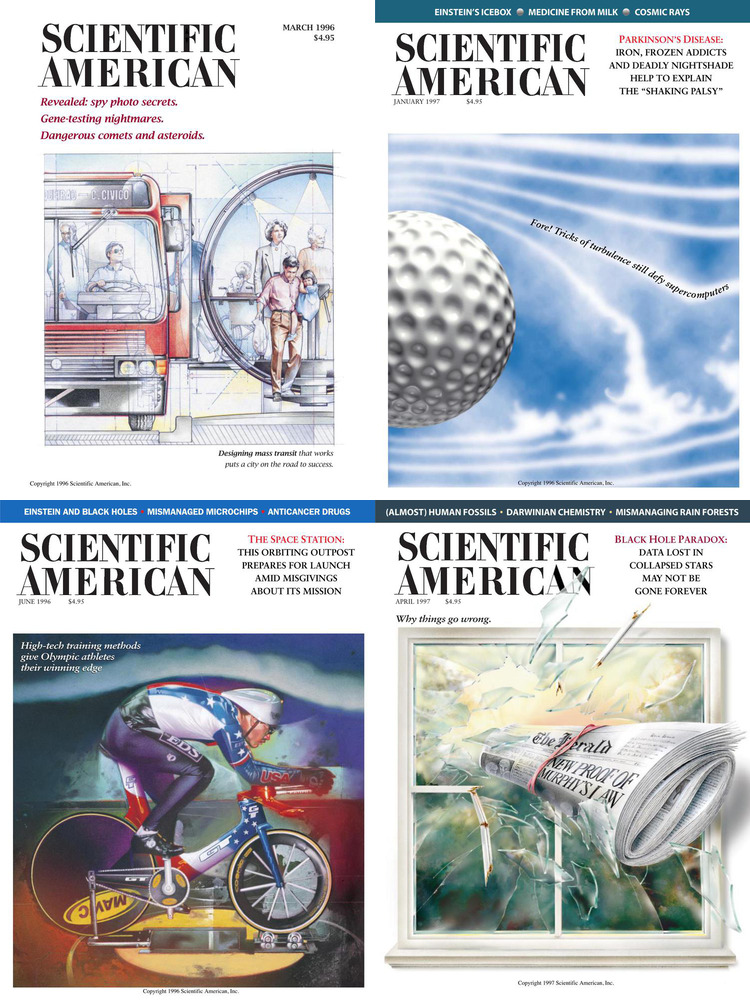 SCIENTIFIC
AMERICAN
MARCH 1996
$4.95
Revealed: spy photo secrets.
Gene-testing nightmares.
Dangerous comets and asteroids.
C. CIVICO
Designing mass transit that works
puts a city on the road to success.
Copyright 1996 Scientific American, Inc.
EINSTEIN'S ICEBOX ● MEDICINE FROM MILK ● COSMIC RAYS
SCIENTIFIC
AMERICAN
JANUARY 1997 $4.95
PARKINSON'S DISEASE:
IRON, FROZEN ADDICTS
AND DEADLY NIGHTSHADE
HELP TO EXPLAIN
THE “SHAKING PALSY”
Fore! Tricks of turbulence still defy supercomputers
Copyright 1996 Scientific American, Inc.
EINSTEIN AND BLACK HOLES / MISMANAGED MICROCHIPS / ANTICANCER DRUGS
SCIENTIFIC
AMERICAN
JUNE 1996 $4.95
THE SPACE STATION:
THIS ORBITING OUTPOST
PREPARES FOR LAUNCH
AMID MISGIVINGS
ABOUT ITS MISSION
High-tech training methods
give Olympic athletes
their winning edge
EDS
USA
GT
GT
GT
MAVIC
Copyright 1996 Scientific American, Inc.
(ALMOST) HUMAN FOSSILS • DARWINIAN CHEMISTRY • MISMANAGING RAIN FORESTS
SCIENTIFIC
AMERICAN
APRIL 1997 $4.95
BLACK HOLE PARADOX:
DATA LOST IN
COLLAPSED STARS
MAY NOT BE
GONE FOREVER
Why things go wrong.
The Herald
NEW PROOF OF
MURPHY'S LAW
Copyright 1997 Scientific American, Inc.